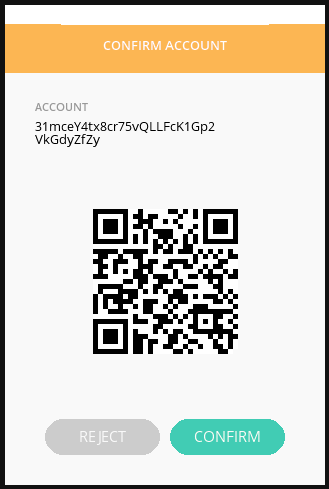 CONFIRM ACCOUNT
ACCOUNT
31mceY4tx8cr75vQLLFcK1Gp2
VkGdyZfZy
REJECT
CONFIRM